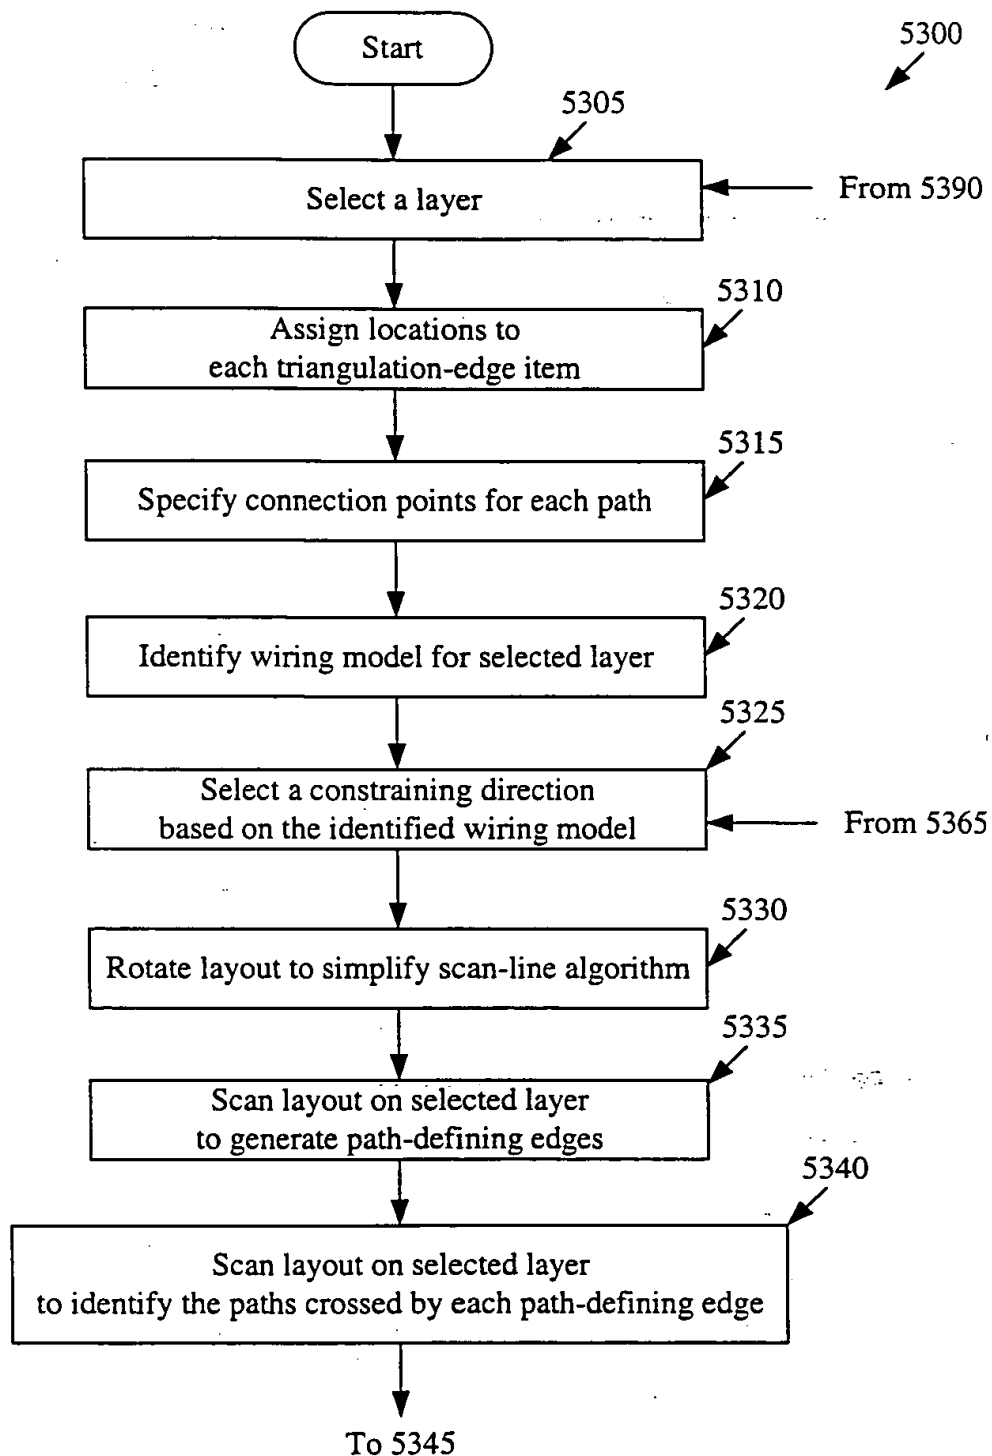 Start
5300
5305
Select a layer
From 5390
5310
Assign locations to
each triangulation-edge item
5315
Specify connection points for each path
5320
Identify wiring model for selected layer
5325
Select a constraining direction
based on the identified wiring model
From 5365
5330
Rotate layout to simplify scan-line algorithm
5335
Scan layout on selected layer
to generate path-defining edges
5340
Scan layout on selected layer
to identify the paths crossed by each path-defining edge
To 5345